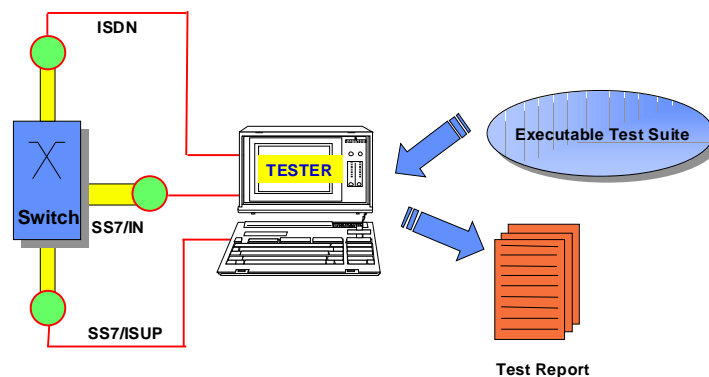 ISDN
Executable Test Suite
TESTER
Switch
SS7/IN
SS7/ISUP
Test Report